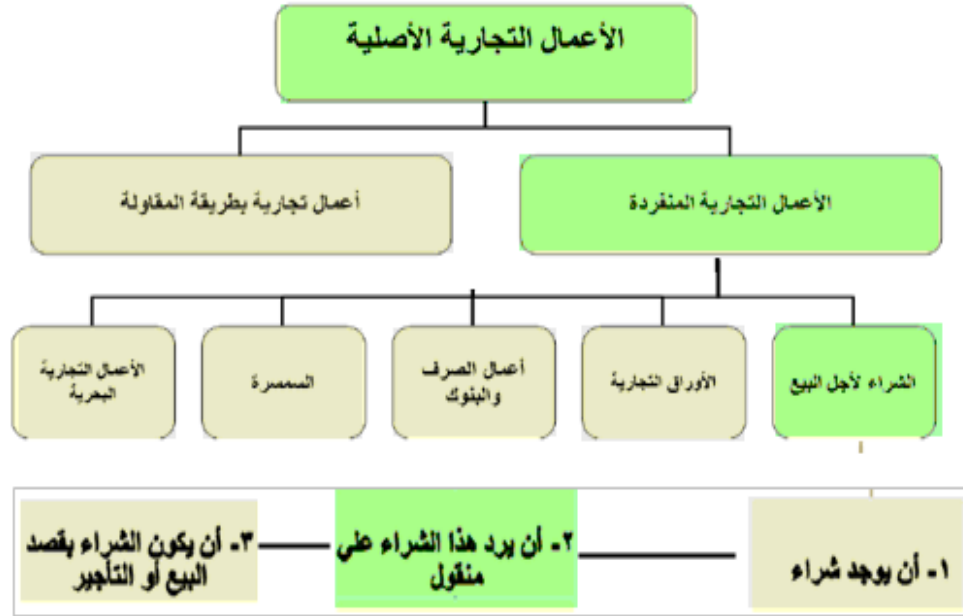 الأعمال التجارية الأصلية
الأعمال التجارية المنفردة
أعمال تجارية بطريقة المقاولة
الشراء لأجل البيع
الأوراق التجارية
أعمال الصرف
والبنوك
السمسرة
الأعمال التجارية
البحرية
١- أن يوجد شراء
٢- أن يرد هذا الشراء علي
منقول
٣- أن يكون الشراء بقصد
البيع أو التأجير